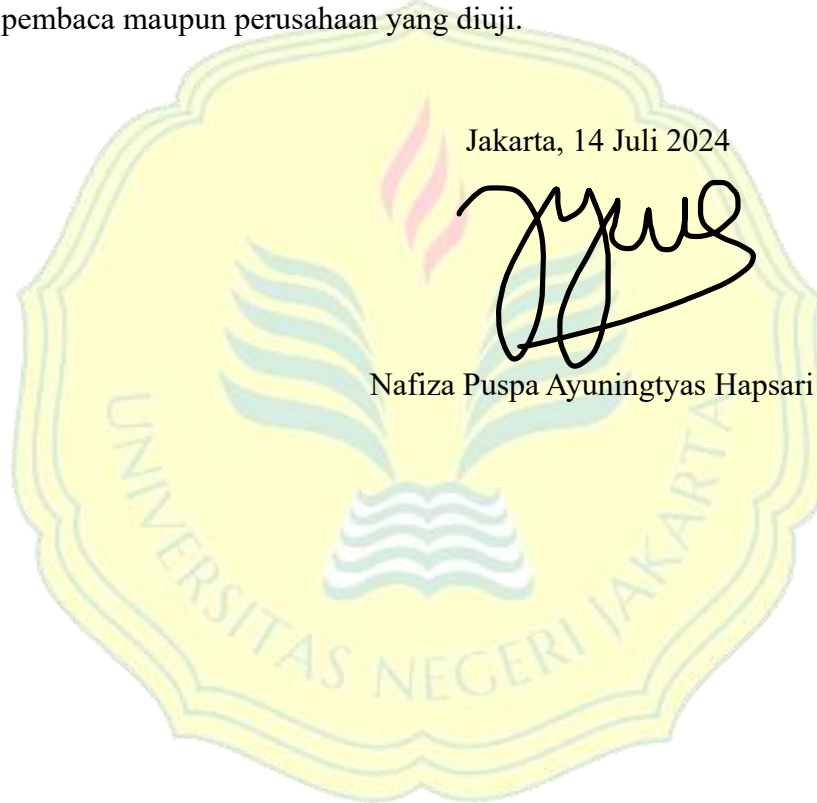 pembaca maupun perusahaan yang diuji.
Jakarta, 14 Juli 2024
Nafiza Puspa Ayuningtyas Hapsari
UNIVERSITAS NEGERI JAKARTA